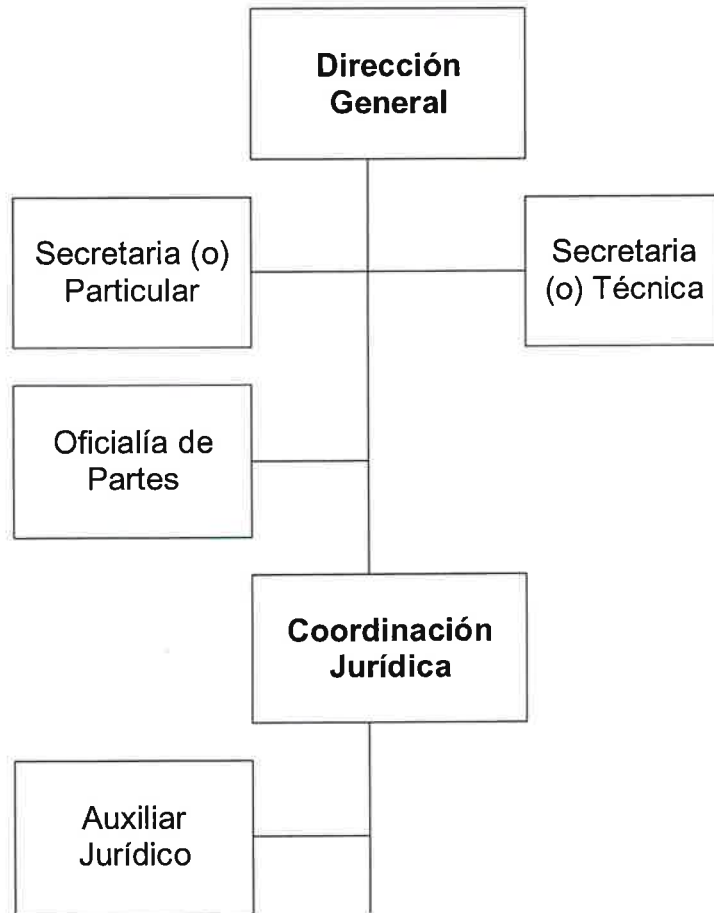 Dirección
General
Secretaria (o)
Particular
Secretaria
(o) Técnica
Oficialía de
Partes
Coordinación
Jurídica
Auxiliar
Jurídico